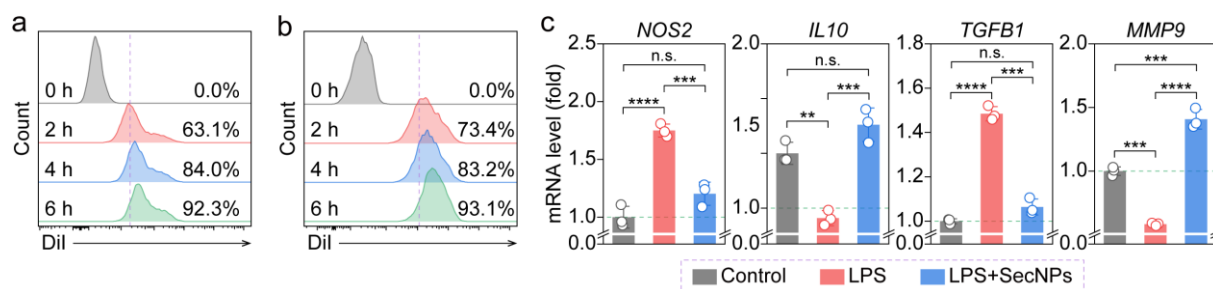 a
Count
0 h 0.0%
2 h 63.1%
4 h 84.0%
6 h 92.3%
DiI
b
Count
0 h 0.0%
2 h 73.4%
4 h 83.2%
6 h 93.1%
DiI
c
mRNA level (fold)
NOS2
2.5
2.0
1.5
1.0
0.0
n.s.
***
****
IL10
2.0
1.5
1.0
0.0
n.s.
***
**
TGFB1
1.8
1.6
1.4
1.2
1.0
0.0
n.s.
**** ***
MMP9
2.0
1.5
1.0
0.0
***
****
***
Control LPS LPS+SecNPs